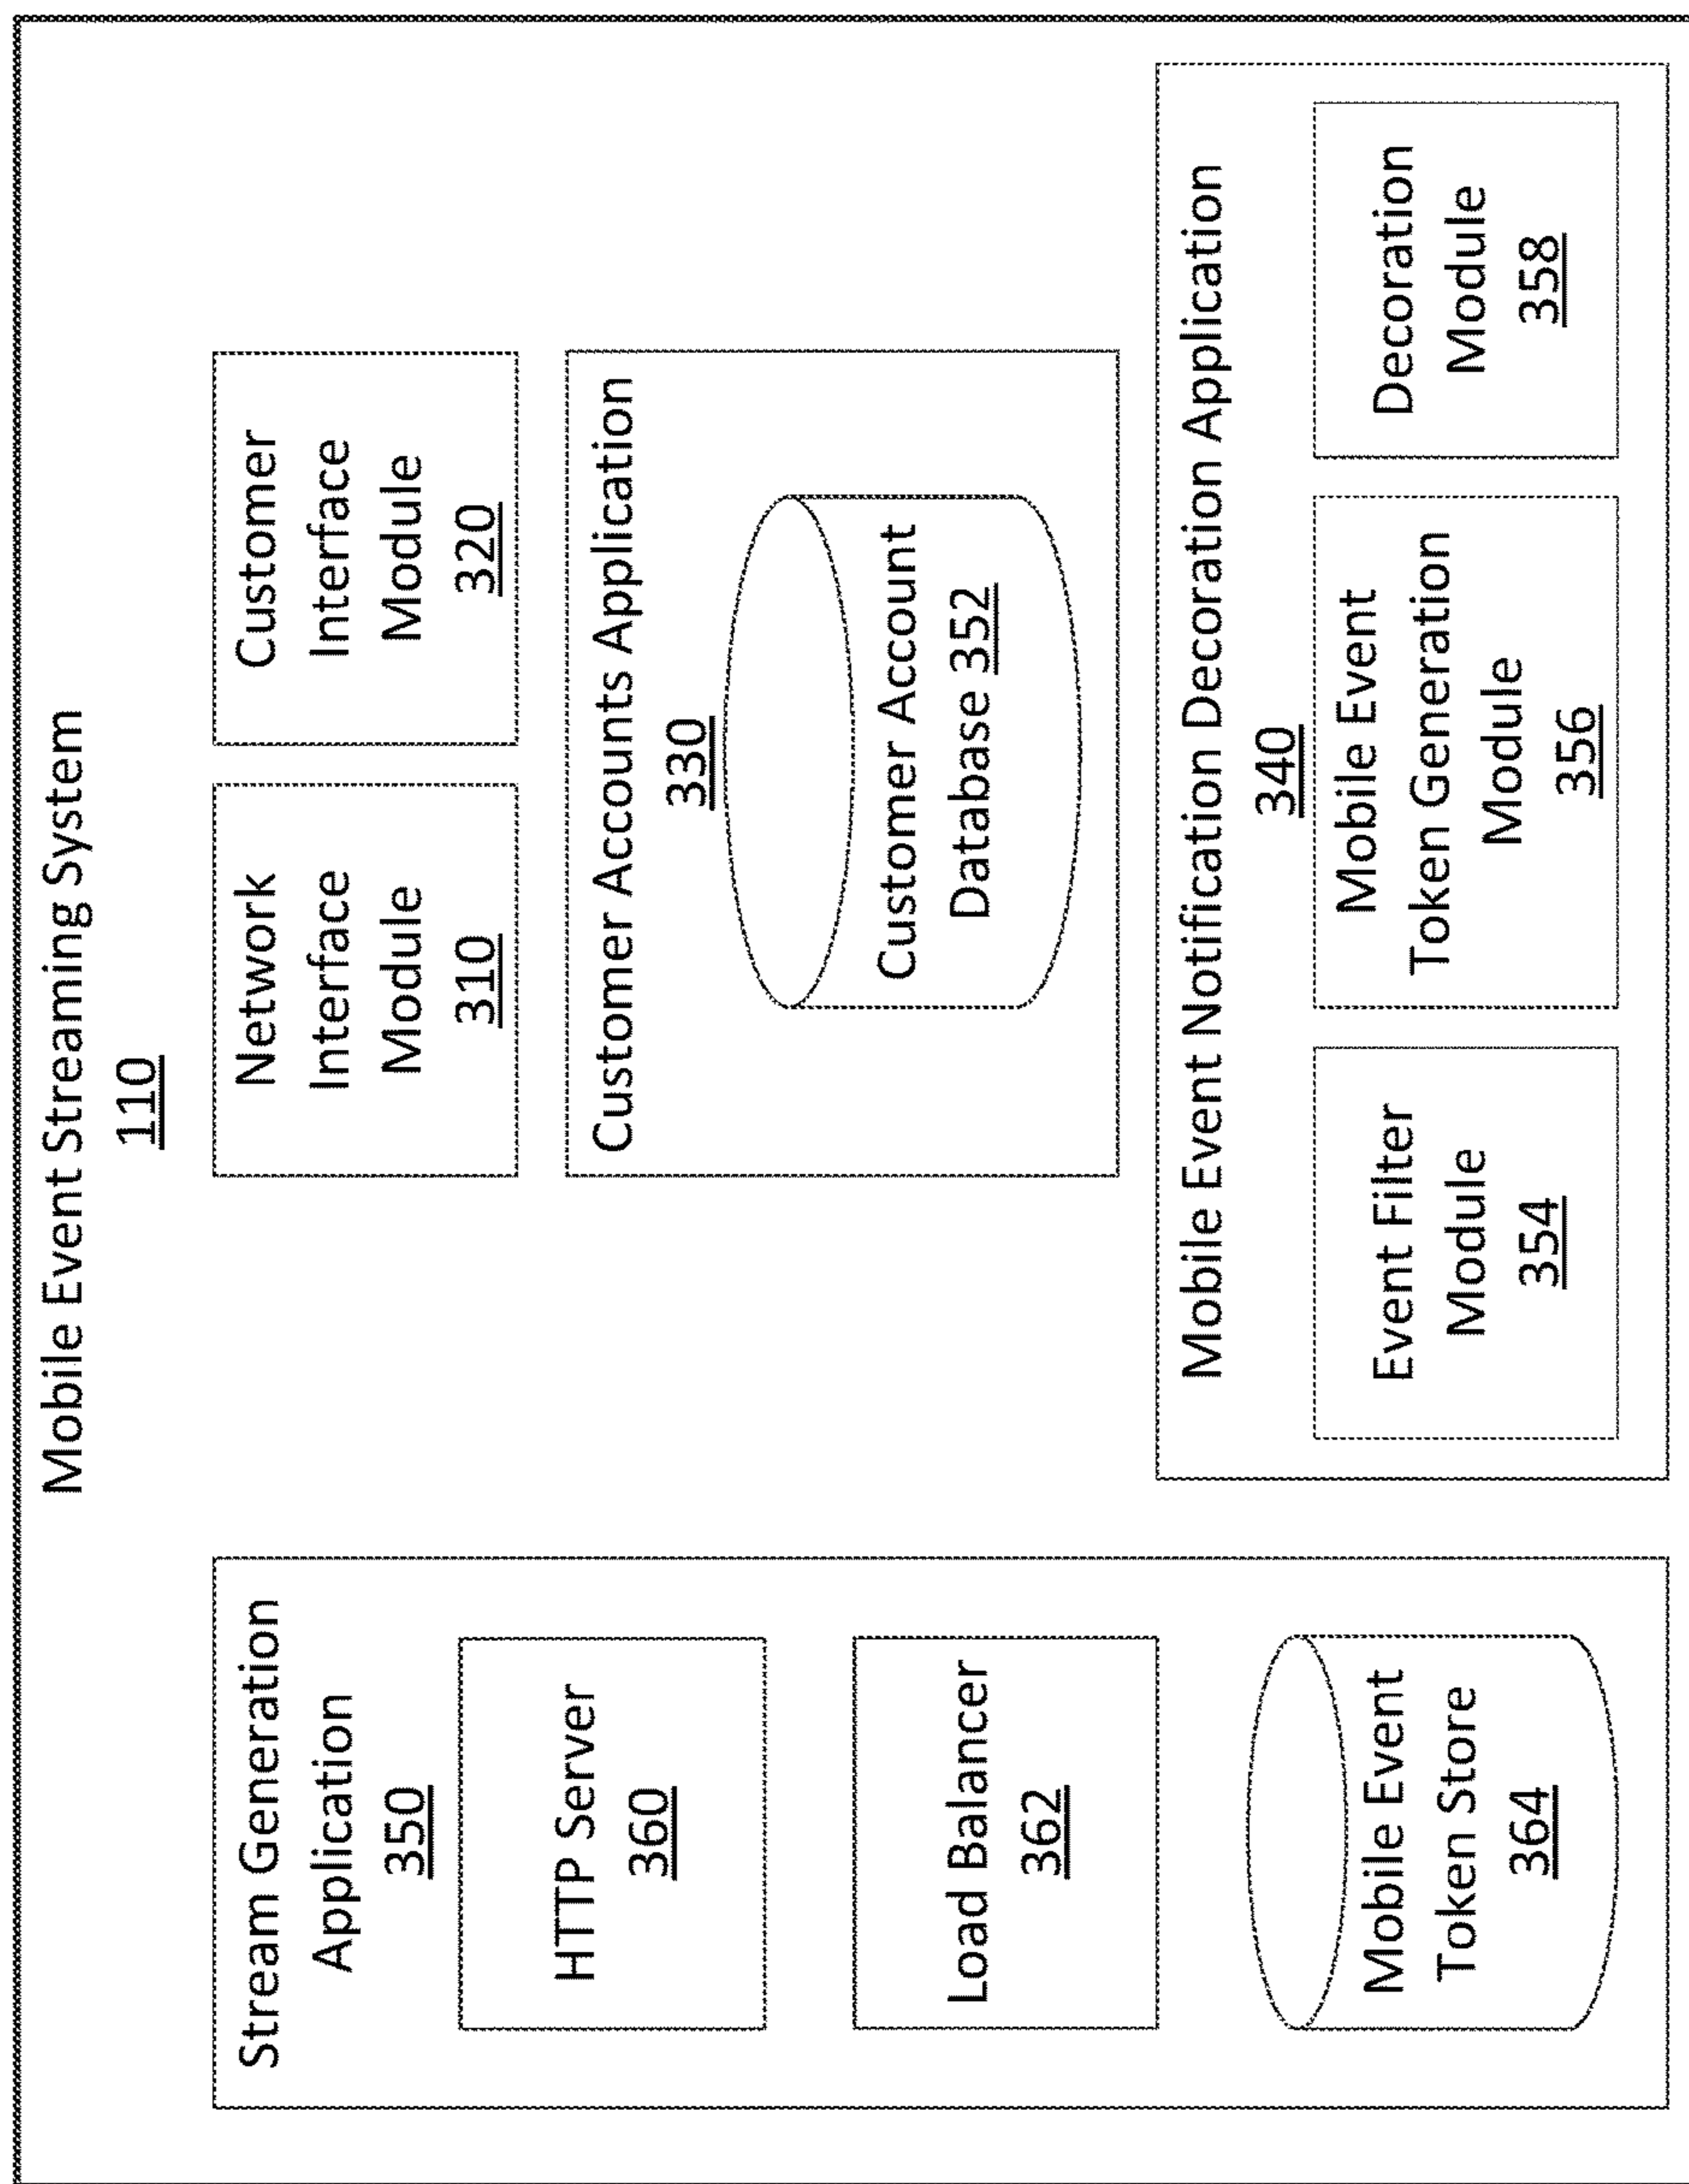 Mobile Event Streaming System
110
Stream Generation
Application
350
HTTP Server
360
Load Balancer
362
Mobile Event
Token Store
364
Network
Interface
Module
310
Customer
Interface
Module
320
Customer Accounts Application
330
Customer Account
Database 352
Mobile Event Notification Decoration Application
340
Event Filter
Module
354
Mobile Event
Token Generation
Module
356
Decoration
Module
358